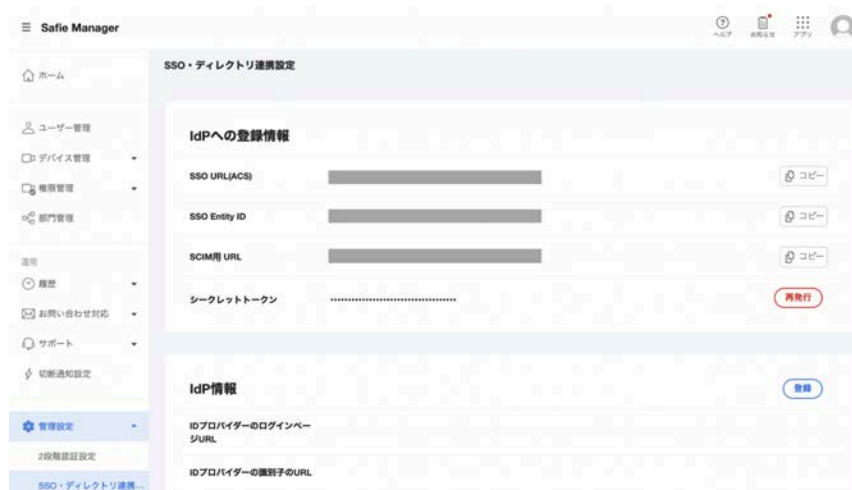 Safie Manager
ヘルプ
お知らせ
アプリ
ホーム
ユーザー管理
デバイス管理
権限管理
部門管理
運用
履歴
お問い合わせ対応
サポート
切断通知設定
管理設定
2段階認証設定
SSO・ディレクトリ連携...
SSO・ディレクトリ連携設定
IdPへの登録情報
SSO URL(ACS)
コピー
SSO Entity ID
コピー
SCIM用 URL
コピー
シークレットトークン
····································
再発行
IdP情報
登録
IDプロバイダーのログインペー
ジURL
IDプロバイダーの識別子のURL